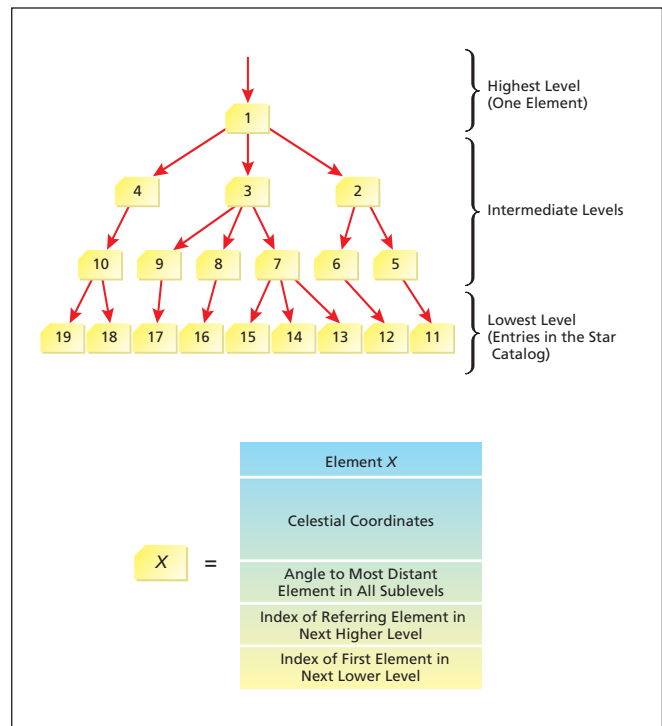 Highest Level
(One Element)
1
4 3 2
Intermediate Levels
10 9 8 7 6 5
Lowest Level
(Entries in the Star
Catalog)
19 18 17 16 15 14 13 12 11
Element X
Celestial Coordinates
X =
Angle to Most Distant
Element in All Sublevels
Index of Referring Element in
Next Higher Level
Index of First Element in
Next Lower Level